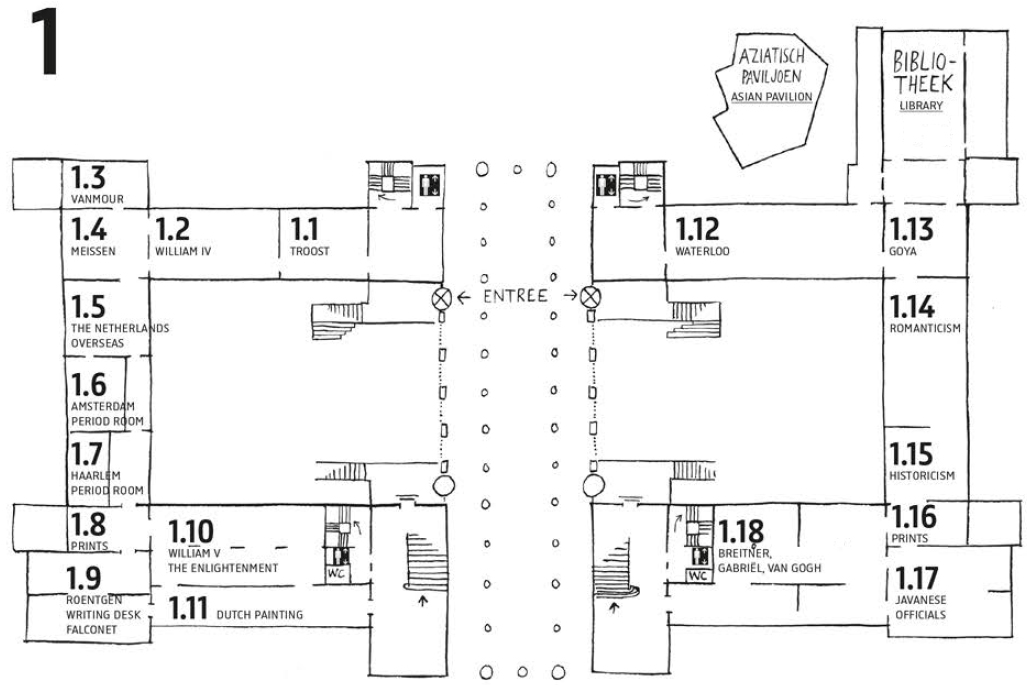 1
AZIATISCH
PAVILJOEN
ASIAN PAVILION
BIBLIO-
THEEK
LIBRARY
1.3
VANMOUR
1.4
MEISSEN
1.2
WILLIAM IV
1.1
TROOST
1.12
WATERLOO
1.13
GOYA
← ENTREE →
1.5
THE NETHERLANDS
OVERSEAS
1.14
ROMANTICISM
1.6
AMSTERDAM
PERIOD ROOM
1.7
HAARLEM
PERIOD ROOM
1.15
HISTORICISM
1.8
PRINTS
1.10
WILLIAM V
THE ENLIGHTENMENT
WC
1.9
ROENTGEN
WRITING DESK
FALCONET
1.11 DUTCH PAINTING
1.18
BREITNER,
GABRIËL, VAN GOGH
WC
1.16
PRINTS
1.17
JAVANESE
OFFICIALS